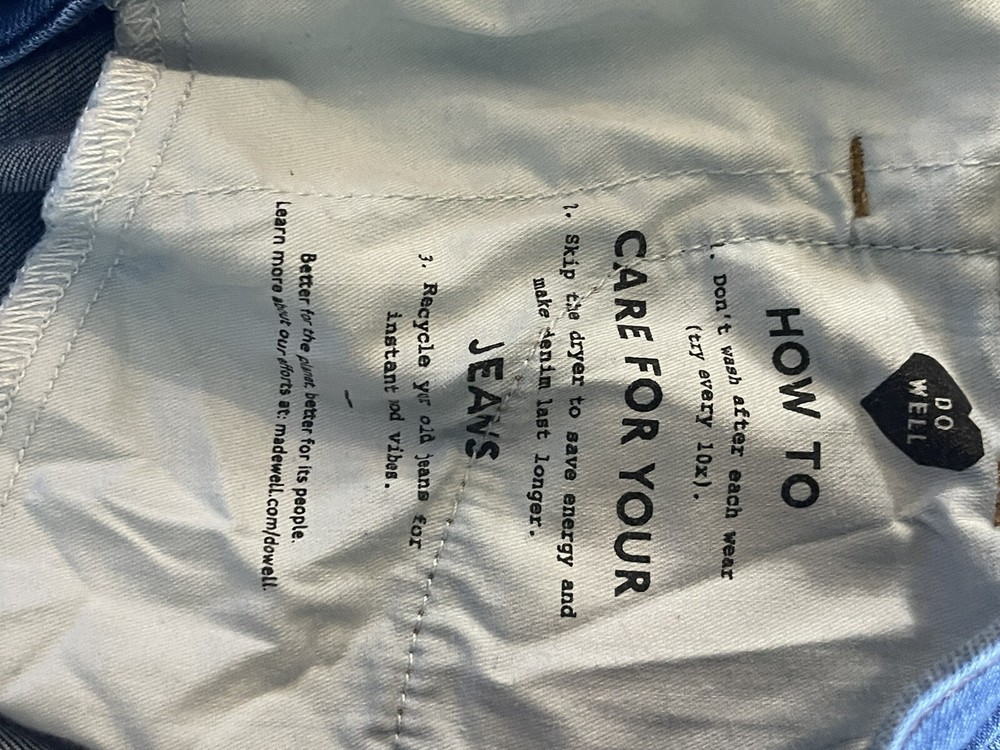 DO
WELL
HOW TO
. Don't wash after each wear
(try every 10x).
CARE FOR YOUR
2. Skip the dryer to save energy and
make denim last longer.
JEANS
3. Recycle yr old jeans for
instant vibes.
Better for the planet, better for its people.
Learn more about our efforts at: madewell.com/dowell.